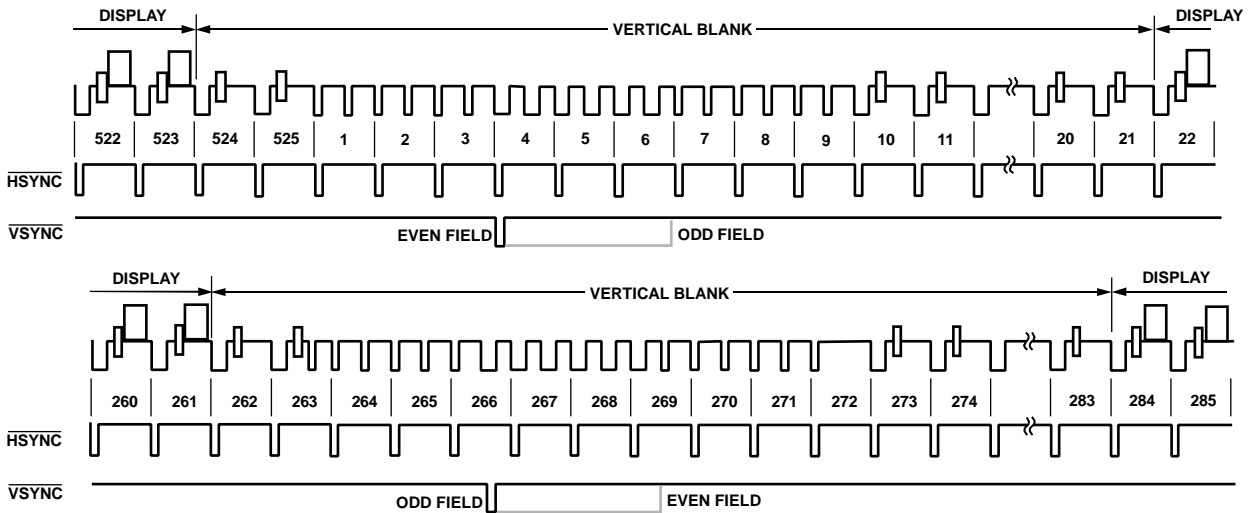 DISPLAY VERTICAL BLANK DISPLAY
522 523 524 525 1 2 3 4 5 6 7 8 9 10 11 20 21 22
HSYNC
VSYNC
EVEN FIELD ODD FIELD
DISPLAY VERTICAL BLANK DISPLAY
260 261 262 263 264 265 266 267 268 269 270 271 272 273 274 283 284 285
HSYNC
VSYNC
ODD FIELD EVEN FIELD